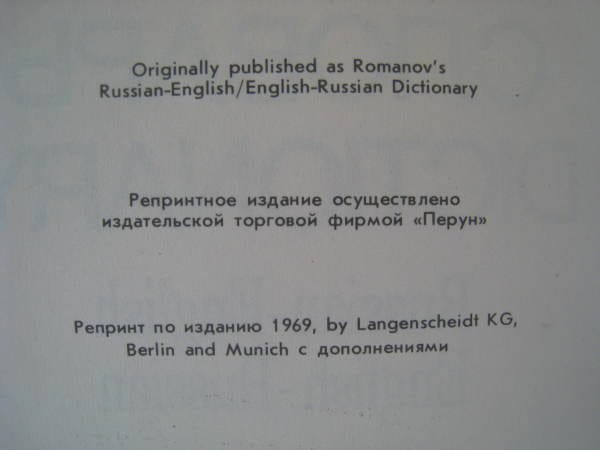 Originally published as Romanov's
Russian-English/English-Russian Dictionary
Репринтное издание осуществлено
издательской торговой фирмой «Перун»
Репринт по изданию 1969, by Langenscheidt KG,
Berlin and Munich с дополнениями